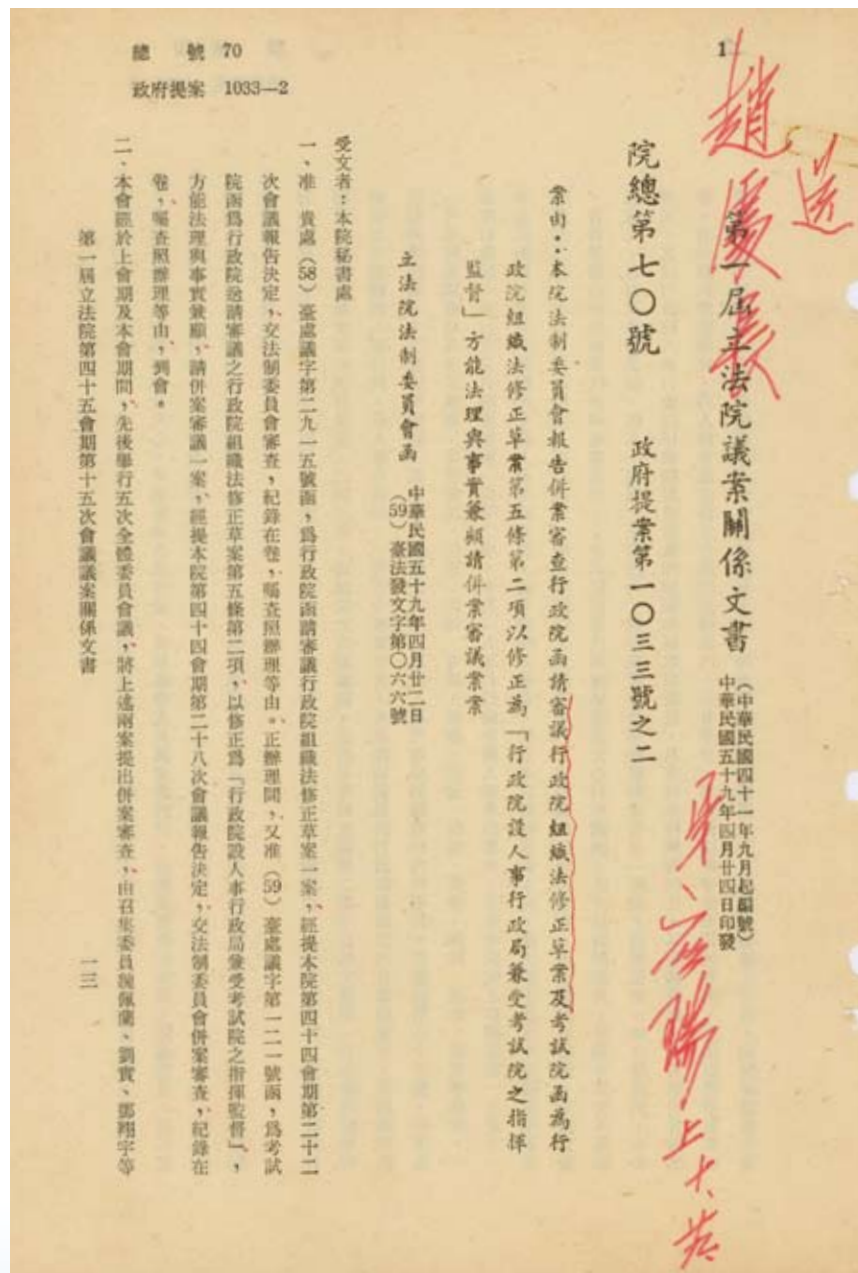 總號 70
政府提案 1033—2
1
第一屆立法院議案關係文書
（中華民國四十一年九月起編號）
中華民國五十九年四月廿四日印發
院總第七〇號 政府提案第一〇三三號之二
案由：本院法制委員會報告併案審查行政院函請審議行政院組織法修正草案及考試院函為行
政院組織法修正草案第五條第二項以修正為「行政院設人事行政局兼受考試院之指揮
監督」方能法理與事實兼顧請併案審議案案
立法院法制委員會函
中華民國五十九年四月廿二日
（59）臺法發文字第〇六六號
受文者：本院秘書處
一、准 貴處（58）臺處議字第二九一五號函，爲行政院函請審議行政院組織法修正草案一案，經提本院第四十四會期第二十二
次會議報告決定，交法制委員會審查，紀錄在卷，囑查照辦理等由。正辦理間，又准（59）臺處議字第一二一號函，爲考試
院函爲行政院送請審議之行政院組織法修正草案第五條第二項，以修正爲「行政院設人事行政局兼受考試院之指揮監督」，
方能法理與事實兼顧，請併案審議一案，經提本院第四十四會期第二十八次會議報告決定，交法制委員會併案審查，紀錄在
卷，囑查照辦理等由，到會。
二、本會經於上會期及本會期間，先後舉行五次全體委員會議，將上述兩案提出併案審查，由召集委員 佩蘭、劉實、鄧翔宇等
第一屆立法院第四十五會期第十五次會議議案關係文書
一三